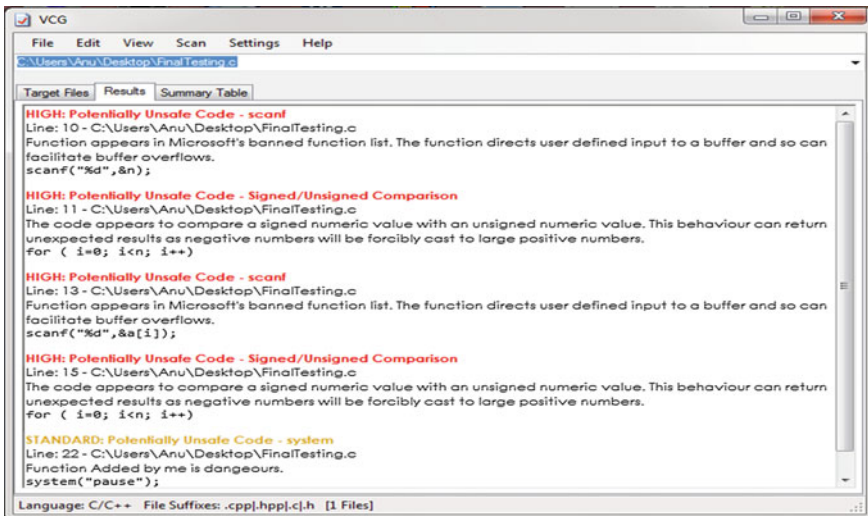 VCG
File Edit View Scan Settings Help
C:\Users\Anu\Desktop\FinalTesting.c
Target Files Results Summary Table
HIGH: Potentially Unsafe Code - scanf
Line: 10 - C:\Users\Anu\Desktop\FinalTesting.c
Function appears in Microsoft's banned function list. The function directs user defined input to a buffer and so can
facilitate buffer overflows.
scanf("%d",&n);
HIGH: Potentially Unsafe Code - Signed/Unsigned Comparison
Line: 11 - C:\Users\Anu\Desktop\FinalTesting.c
The code appears to compare a signed numeric value with an unsigned numeric value. This behaviour can return
unexpected results as negative numbers will be forcibly cast to large positive numbers.
for ( i=0; i<n; i++)
HIGH: Potentially Unsafe Code - scanf
Line: 13 - C:\Users\Anu\Desktop\FinalTesting.c
Function appears in Microsoft's banned function list. The function directs user defined input to a buffer and so can
facilitate buffer overflows.
scanf("%d",&a[i]);
HIGH: Potentially Unsafe Code - Signed/Unsigned Comparison
Line: 15 - C:\Users\Anu\Desktop\FinalTesting.c
The code appears to compare a signed numeric value with an unsigned numeric value. This behaviour can return
unexpected results as negative numbers will be forcibly cast to large positive numbers.
for ( i=0; i<n; i++)
STANDARD: Potentially Unsafe Code - system
Line: 22 - C:\Users\Anu\Desktop\FinalTesting.c
Function Added by me is dangeours.
system("pause");
Language: C/C++ File Suffixes: .cpp|.hpp|.c|.h [1 Files]